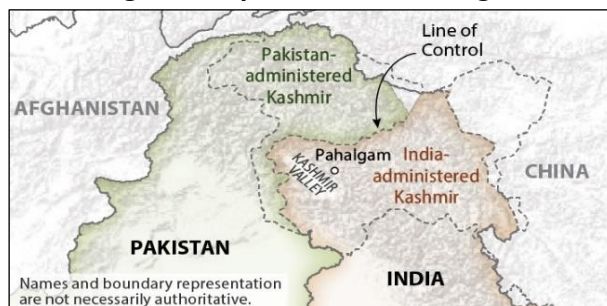 Line of
Control
Pakistan-
administered
Kashmir
AFGHANISTAN
Pahalgam
KASHMIR
VALLEY
India-
administered
Kashmir
CHINA
PAKISTAN
INDIA
Names and boundary representation
are not necessarily authoritative.